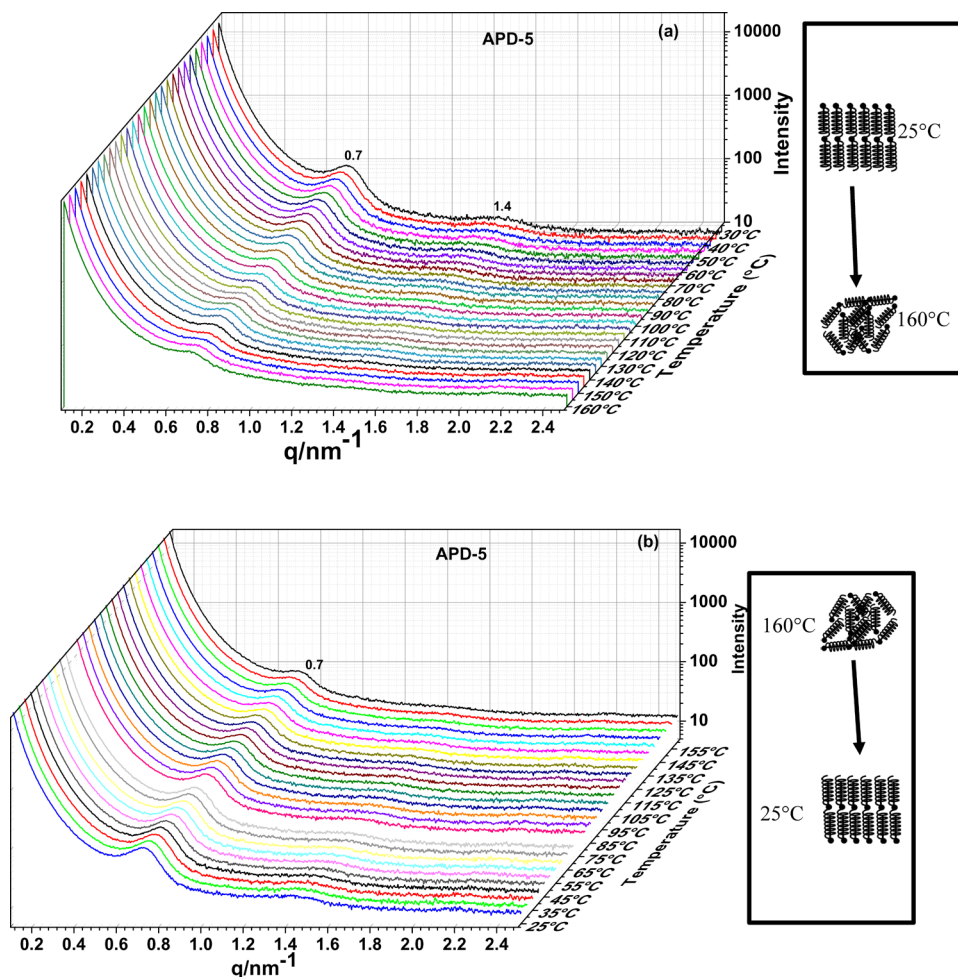 APD-5
(a)
10000
1000
100
10
Intensity
0.7
1.4
30°C
40°C
50°C
60°C
70°C
80°C
90°C
100°C
110°C
120°C
130°C
140°C
150°C
160°C
Temperature (°C)
0.2 0.4 0.6 0.8 1.0 1.2 1.4 1.6 1.8 2.0 2.2 2.4
q/nm-1
25°C
160°C
APD-5
(b)
10000
1000
100
10
Intensity
0.7
155°C
145°C
135°C
125°C
115°C
105°C
95°C
85°C
75°C
65°C
55°C
45°C
35°C
25°C
Temperature (°C)
0.2 0.4 0.6 0.8 1.0 1.2 1.4 1.6 1.8 2.0 2.2 2.4
q/nm-1
160°C
25°C